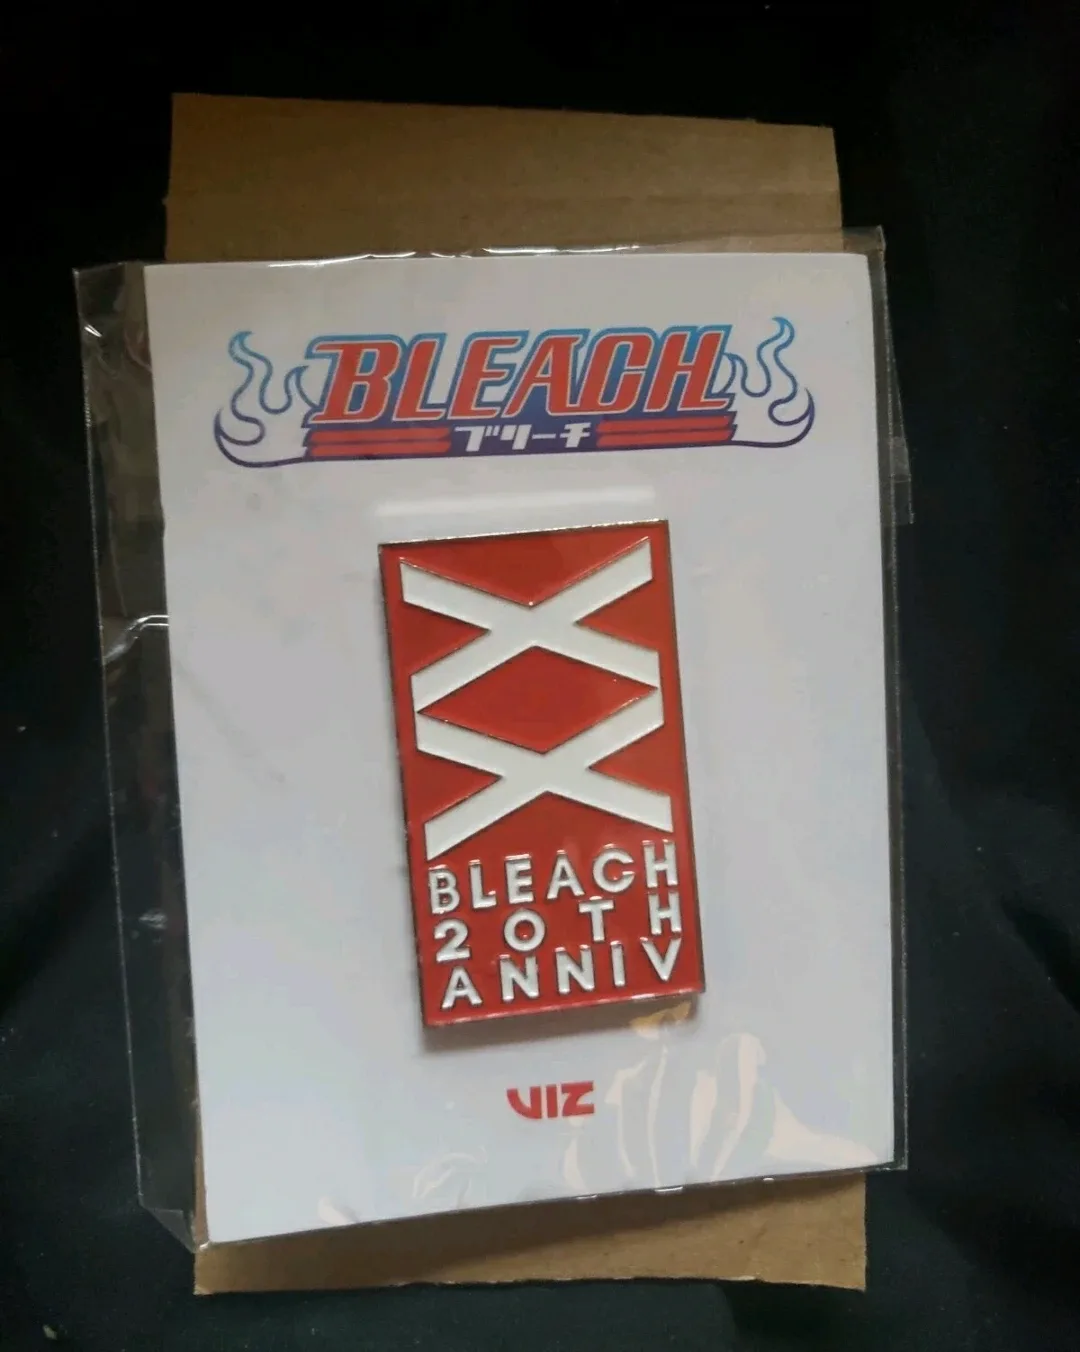 BLEACH
ブリーチ
XX
BLEACH
20TH
ANNIV
VIZ